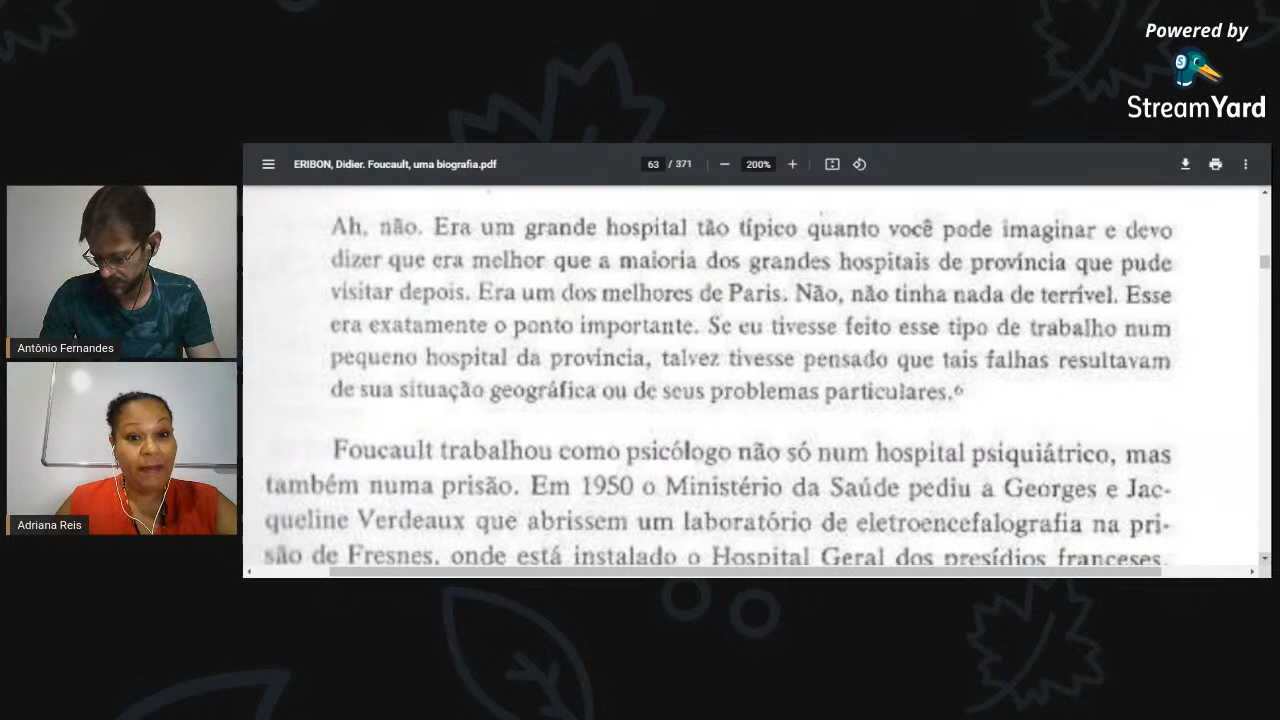 Powered by
StreamYard
ERIBON, Didier. Foucault, uma biografia.pdf
63 / 371
200%
Ah, não. Era um grande hospital tão típico quanto você pode imaginar e devo
dizer que era melhor que a maioria dos grandes hospitais de província que pude
visitar depois. Era um dos melhores de Paris. Não, não tinha nada de terrível. Esse
era exatamente o ponto importante. Se eu tivesse feito esse tipo de trabalho num
pequeno hospital da província, talvez tivesse pensado que tais falhas resultavam
de sua situação geográfica ou de seus problemas particulares.⁶
Foucault trabalhou como psicólogo não só num hospital psiquiátrico, mas
também numa prisão. Em 1950 o Ministério da Saúde pediu a Georges e Jac-
queline Verdeaux que abrissem um laboratório de eletroencefalografia na pri-
são de Fresnes, onde está instalado o Hospital Geral dos presídios franceses.
Antônio Fernandes
Adriana Reis